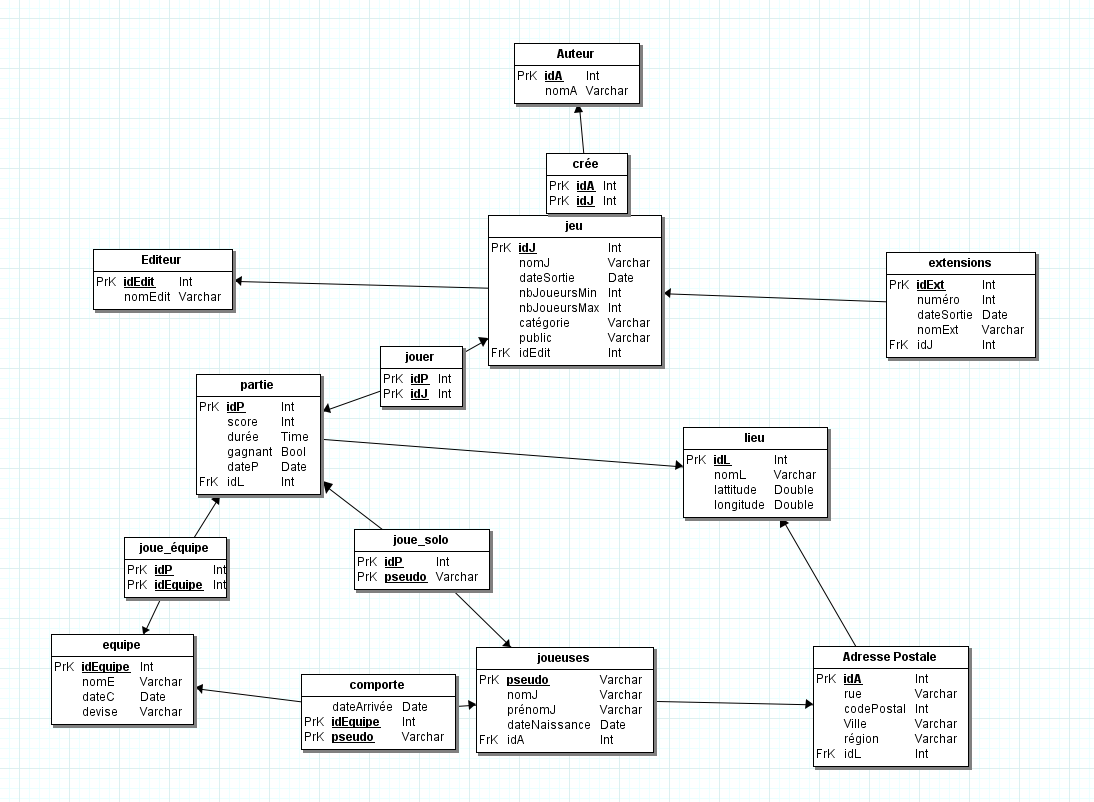 Auteur
PrK idA Int
nomA Varchar
crée
PrK idA Int
PrK idJ Int
jeu
PrK idJ Int
nomJ Varchar
dateSortie Date
nbJoueursMin Int
nbJoueursMax Int
catégorie Varchar
public Varchar
FrK idEdit Int
Editeur
PrK idEdit Int
nomEdit Varchar
extensions
PrK idExt Int
numéro Int
dateSortie Date
nomExt Varchar
FrK idJ Int
jouer
PrK idP Int
PrK idJ Int
partie
PrK idP Int
score Int
durée Time
gagnant Bool
dateP Date
FrK idL Int
lieu
PrK idL Int
nomL Varchar
lattitude Double
longitude Double
joue_équipe
PrK idP Int
PrK idEquipe Int
joue_solo
PrK idP Int
PrK pseudo Varchar
equipe
PrK idEquipe Int
nomE Varchar
dateC Date
devise Varchar
comporte
dateArrivée Date
PrK idEquipe Int
PrK pseudo Varchar
joueuses
PrK pseudo Varchar
nomJ Varchar
prénomJ Varchar
dateNaissance Date
FrK idA Int
Adresse Postale
PrK idA Int
rue Varchar
codePostal Int
Ville Varchar
région Varchar
FrK idL Int